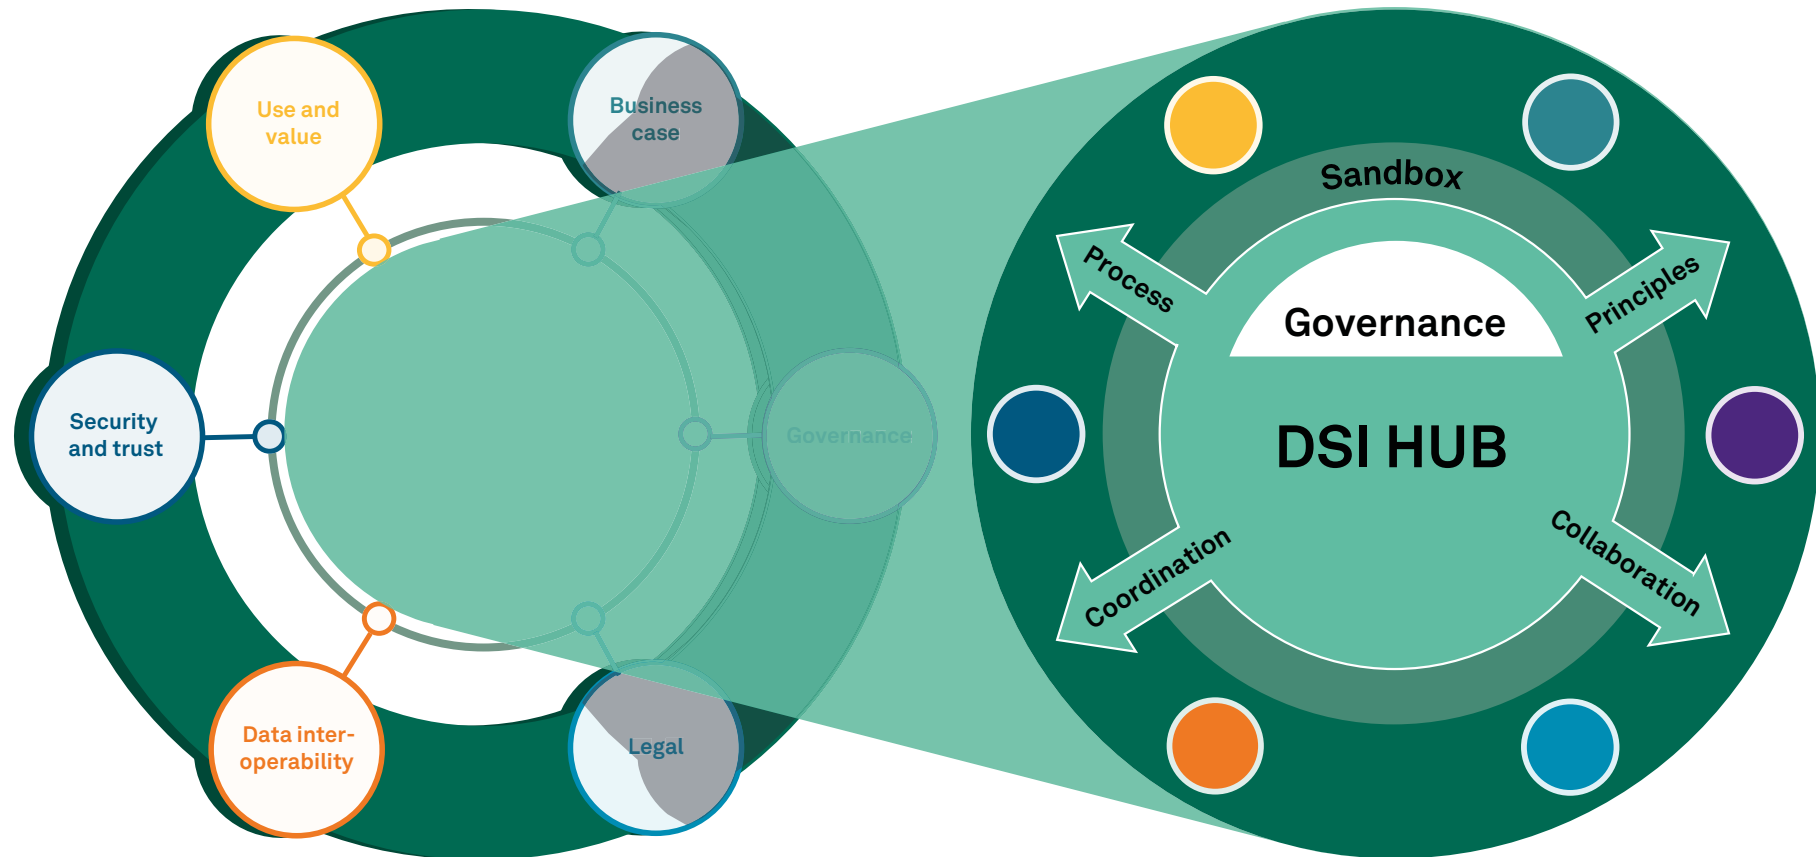 Use and
value
Business
case
Security
and trust
Governance
Data inter-
operability
Legal
Sandbox
Process
Principles
Governance
DSI HUB
Coordination
Collaboration